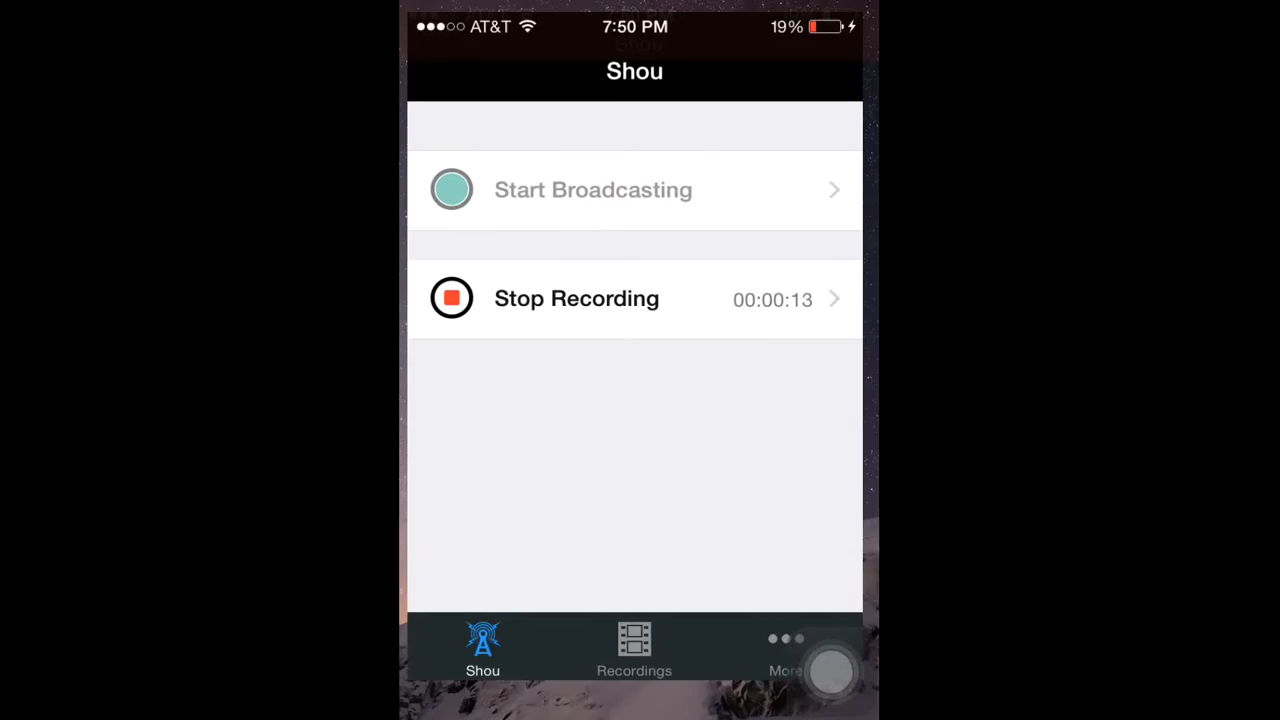 AT&T 7:50 PM 19%
Shou
Start Broadcasting
Stop Recording 00:00:13
Shou Recordings More